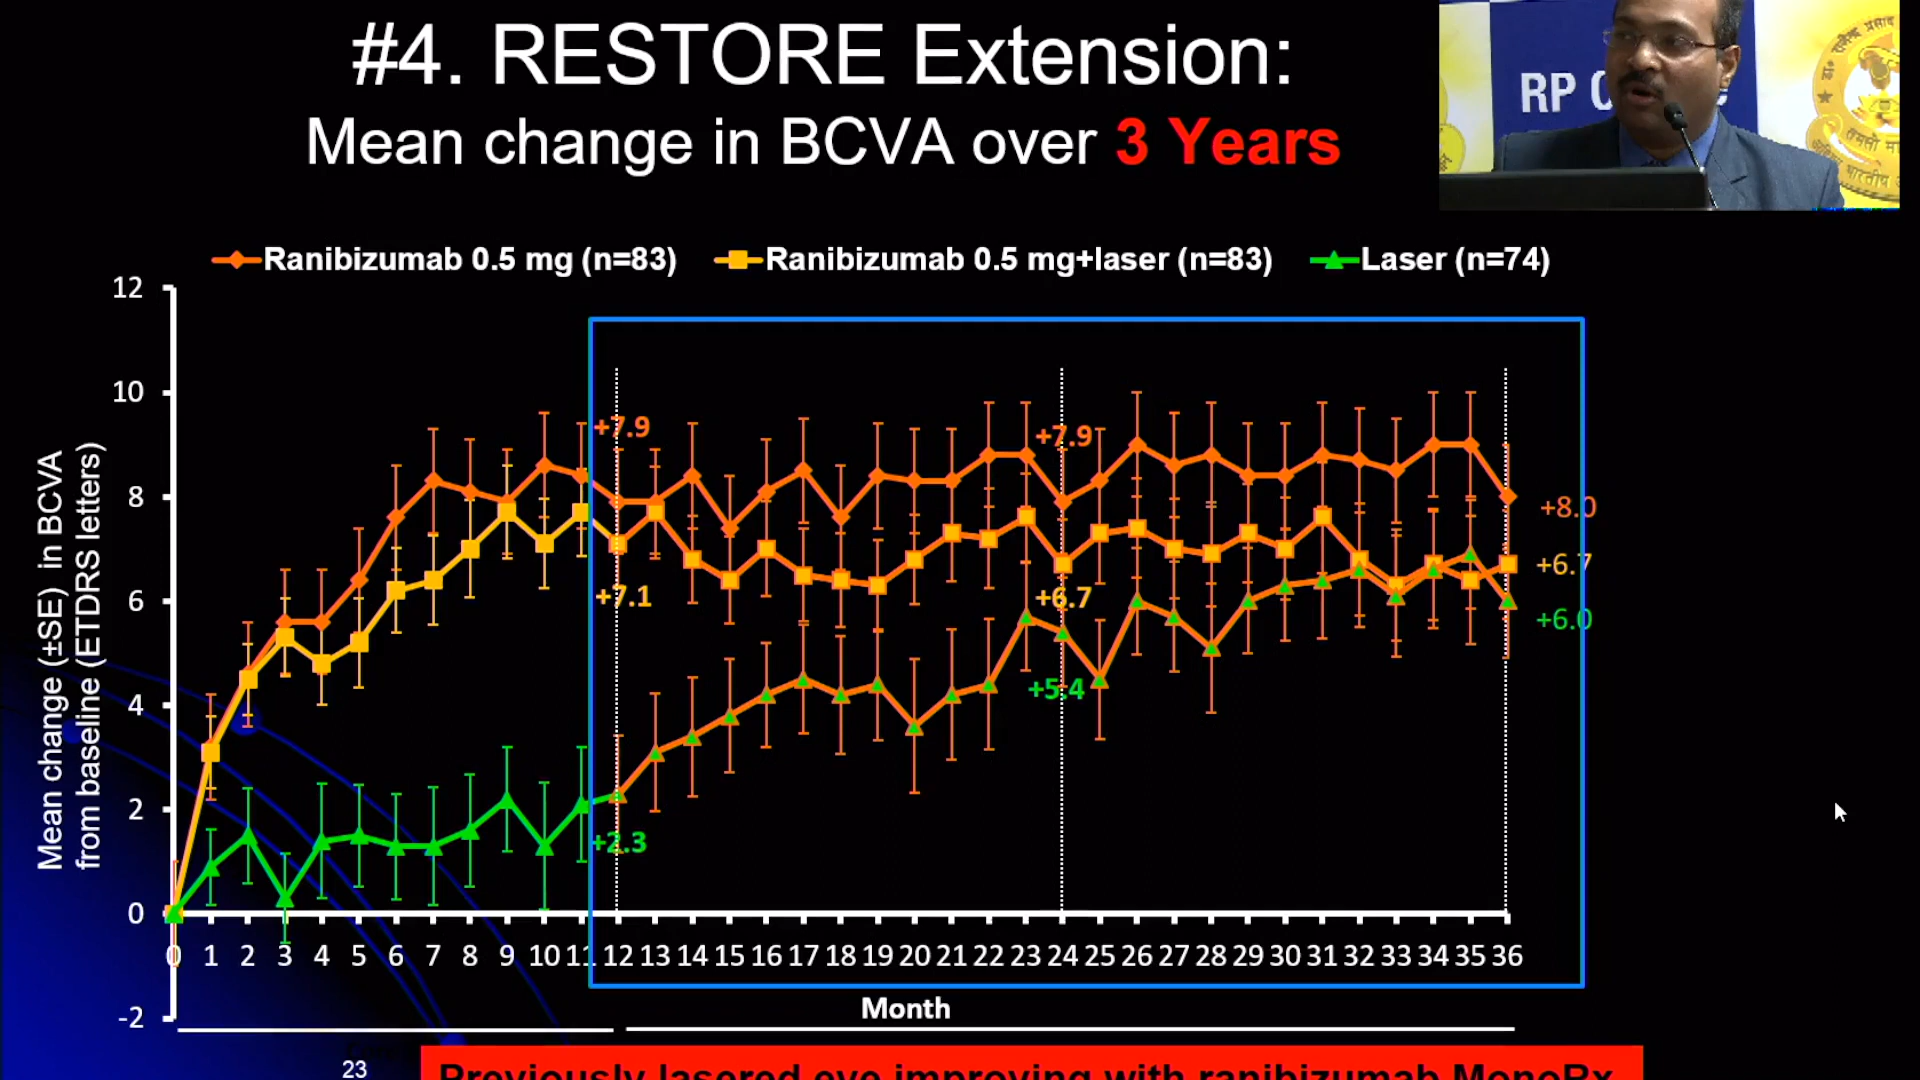 #4. RESTORE Extension:
Mean change in BCVA over 3 Years
RP C
Ranibizumab 0.5 mg (n=83)
Ranibizumab 0.5 mg+laser (n=83)
Laser (n=74)
Mean change (±SE) in BCVA
from baseline (ETDRS letters)
12
10
8
6
4
2
0
-2
+7.9
+7.9
+8.0
+7.1
+6.7
+6.7
+2.3
+5.4
+6.0
0 1 2 3 4 5 6 7 8 9 10 11 12 13 14 15 16 17 18 19 20 21 22 23 24 25 26 27 28 29 30 31 32 33 34 35 36
Month
23
Previously lasered eye improving with ranibizumab MonoRx